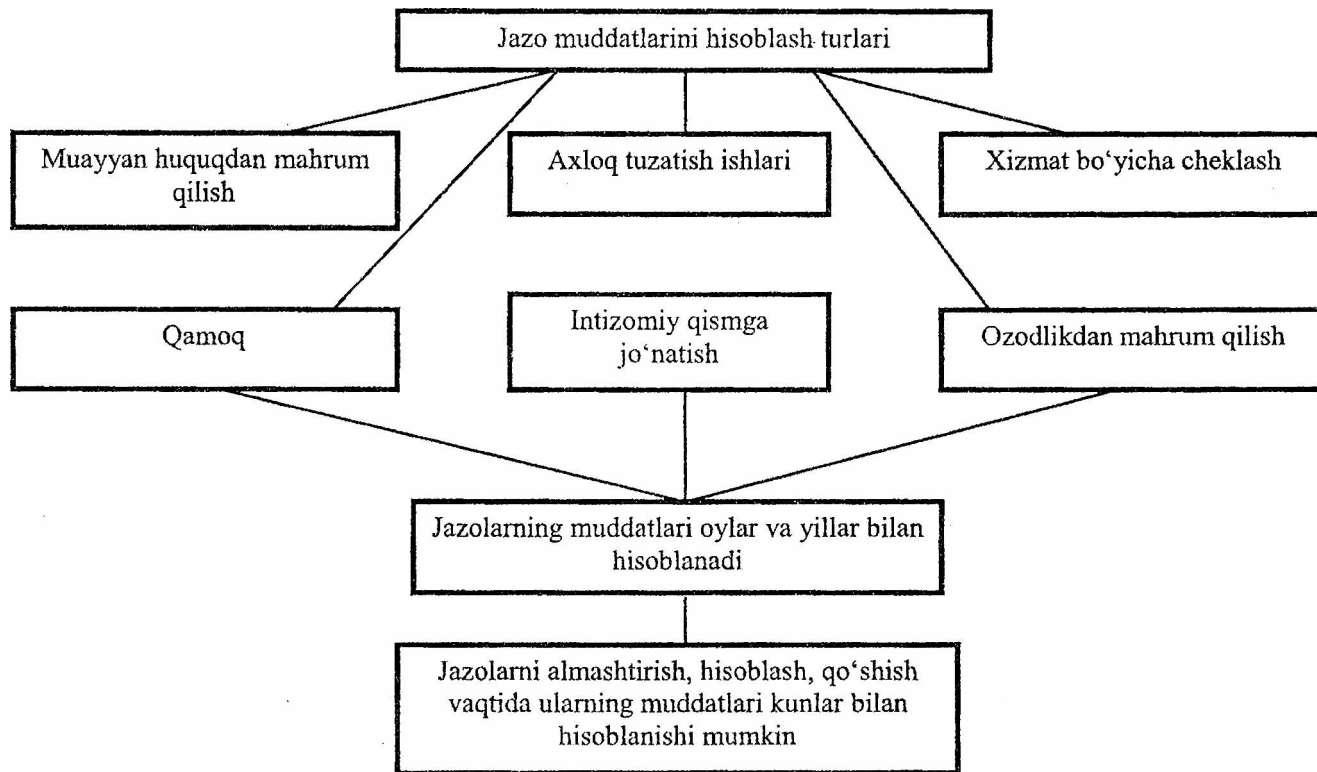 Jazo muddatlarini hisoblash turlari
Muayyan huquqdan mahrum
qilish
Axloq tuzatish ishlari
Xizmat bo‘yicha cheklash
Qamoq
Intizomiy qismga
jo‘natish
Ozodlikdan mahrum qilish
Jazolarning muddatlari oylar va yillar bilan
hisoblanadi
Jazolarni almashtirish, hisoblash, qo‘shish
vaqtida ularning muddatlari kunlar bilan
hisoblanishi mumkin